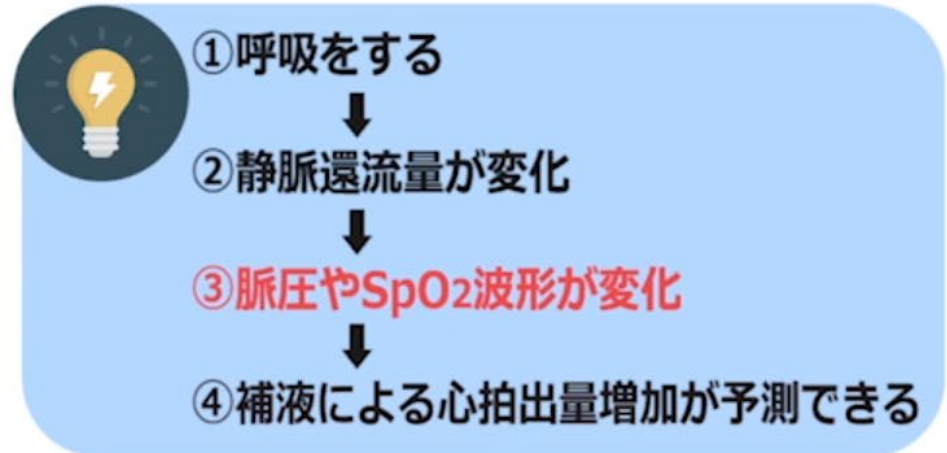 ①呼吸をする
②静脈還流量が変化
③脈圧やSpO2波形が変化
④補液による心拍出量増加が予測できる